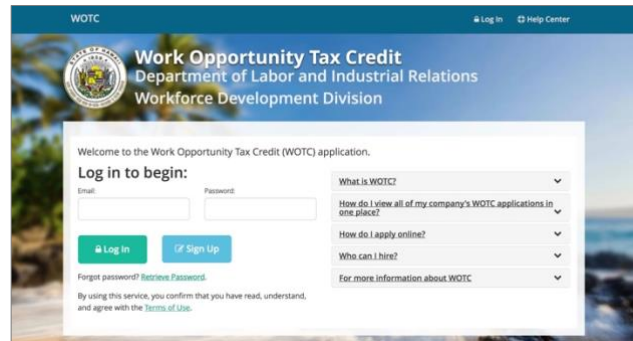 WOTC
Log In
Help Center
Work Opportunity Tax Credit
Department of Labor and Industrial Relations
Workforce Development Division
Welcome to the Work Opportunity Tax Credit (WOTC) application.
Log in to begin:
Email:
Password:
Log In
Sign Up
Forgot password? Retrieve Password.
By using this service, you confirm that you have read, understand,
and agree with the Terms of Use.
What is WOTC?
How do I view all of my company's WOTC applications in
one place?
How do I apply online?
Who can I hire?
For more information about WOTC